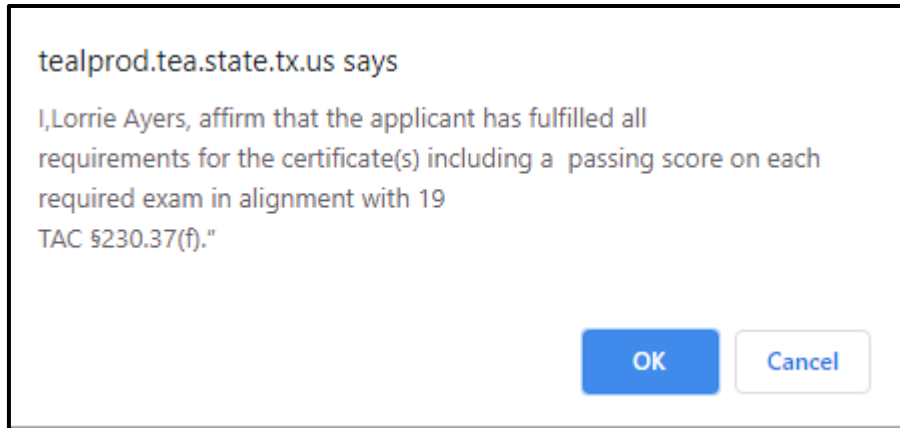 tealprod.tea.state.tx.us says
I,Lorrie Ayers, affirm that the applicant has fulfilled all
requirements for the certificate(s) including a  passing score on each
required exam in alignment with 19
TAC §230.37(f)."
OK
Cancel